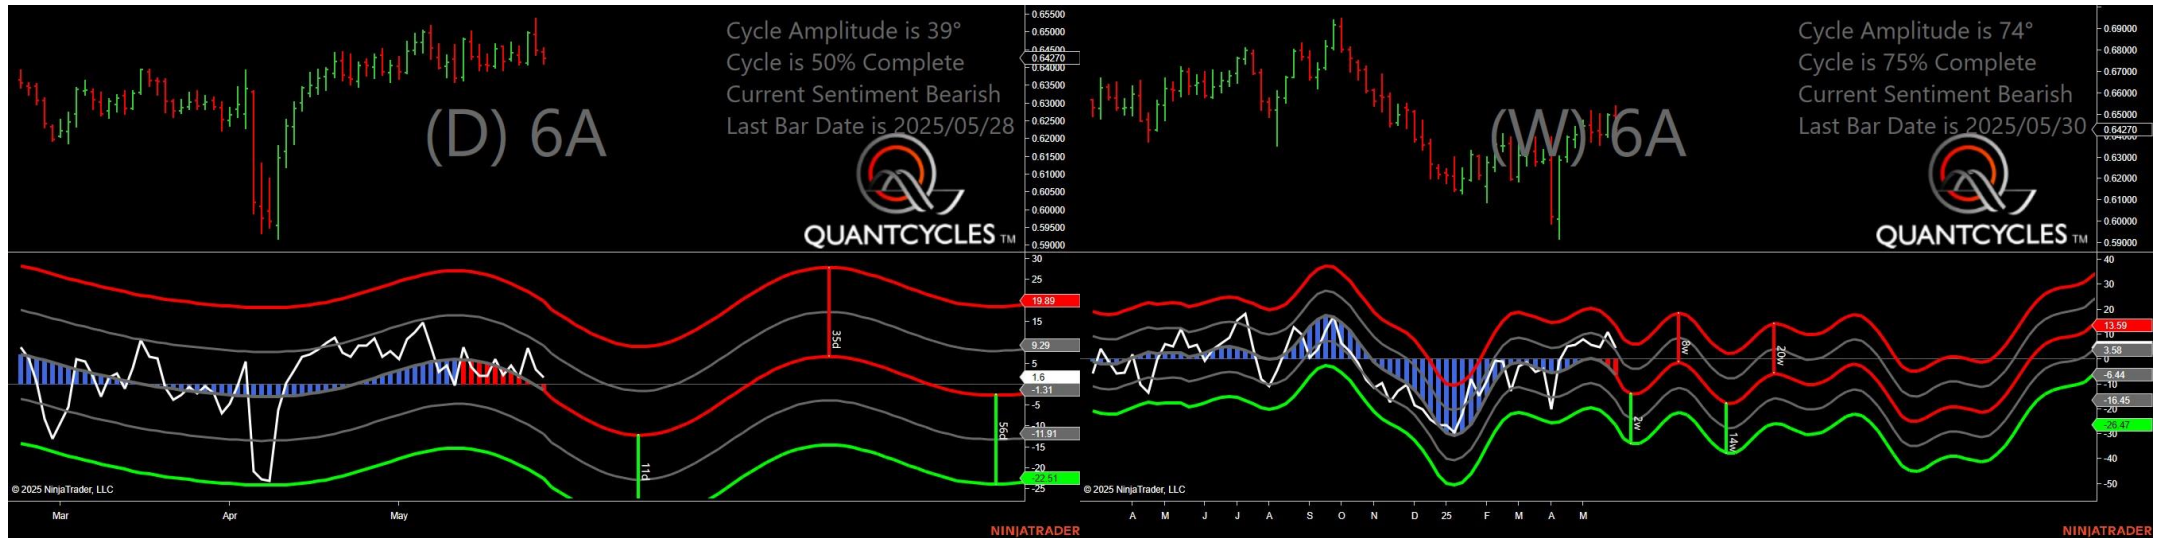 Cycle Amplitude is 39°
Cycle is 50% Complete
Current Sentiment Bearish
Last Bar Date is 2025/05/28
(D) 6A
QUANTCYCLES TM
0.65500
0.65000
0.64500
0.64270
0.64000
0.63500
0.63000
0.62500
0.62000
0.61500
0.61000
0.60500
0.60000
0.59500
0.59000
30
25
19.89
15
9.29
5
1.6
-1.31
-5
-10
-11.91
-15
-20
-22.51
-25
35d
11d
56d
© 2025 NinjaTrader, LLC
Mar
Apr
May
NINJATRADER
Cycle Amplitude is 74°
Cycle is 75% Complete
Current Sentiment Bearish
Last Bar Date is 2025/05/30
(W) 6A
QUANTCYCLES TM
0.69000
0.68000
0.67000
0.66000
0.65000
0.64270
0.63000
0.62000
0.61000
0.60000
0.59000
40
30
20
13.59
10
3.58
0
-6.44
-10
-16.45
-20
-26.47
-30
-40
-50
8w
20w
2w
14w
© 2025 NinjaTrader, LLC
A M J J A S O N D 25 F M A M
NINJATRADER